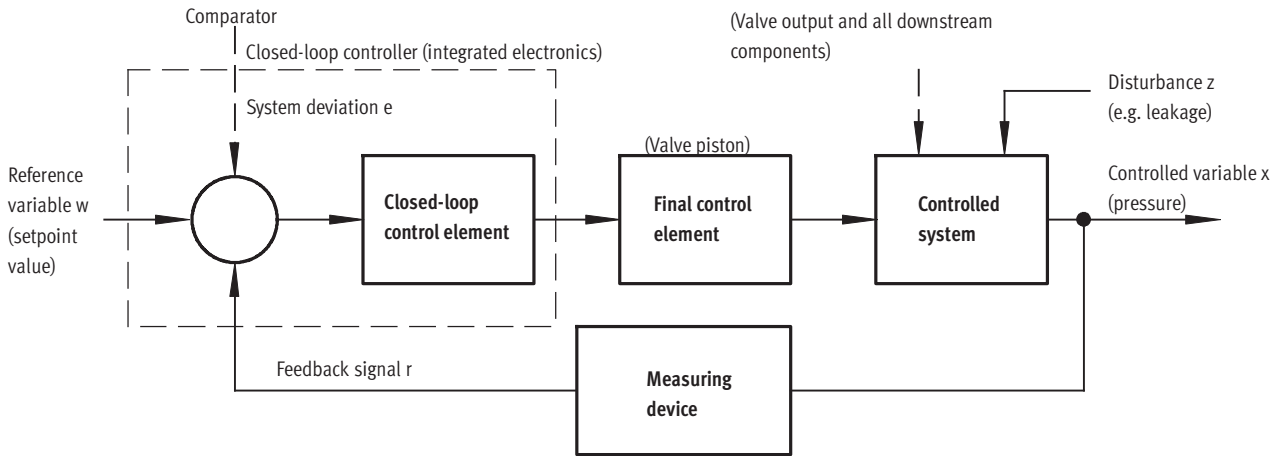 Comparator
Closed-loop controller (integrated electronics)
System deviation e
(Valve output and all downstream
components)
Disturbance z
(e.g. leakage)
Reference
variable w
(setpoint
value)
Closed-loop
control element
(Valve piston)
Final control
element
Controlled
system
Controlled variable x
(pressure)
Feedback signal r
Measuring
device